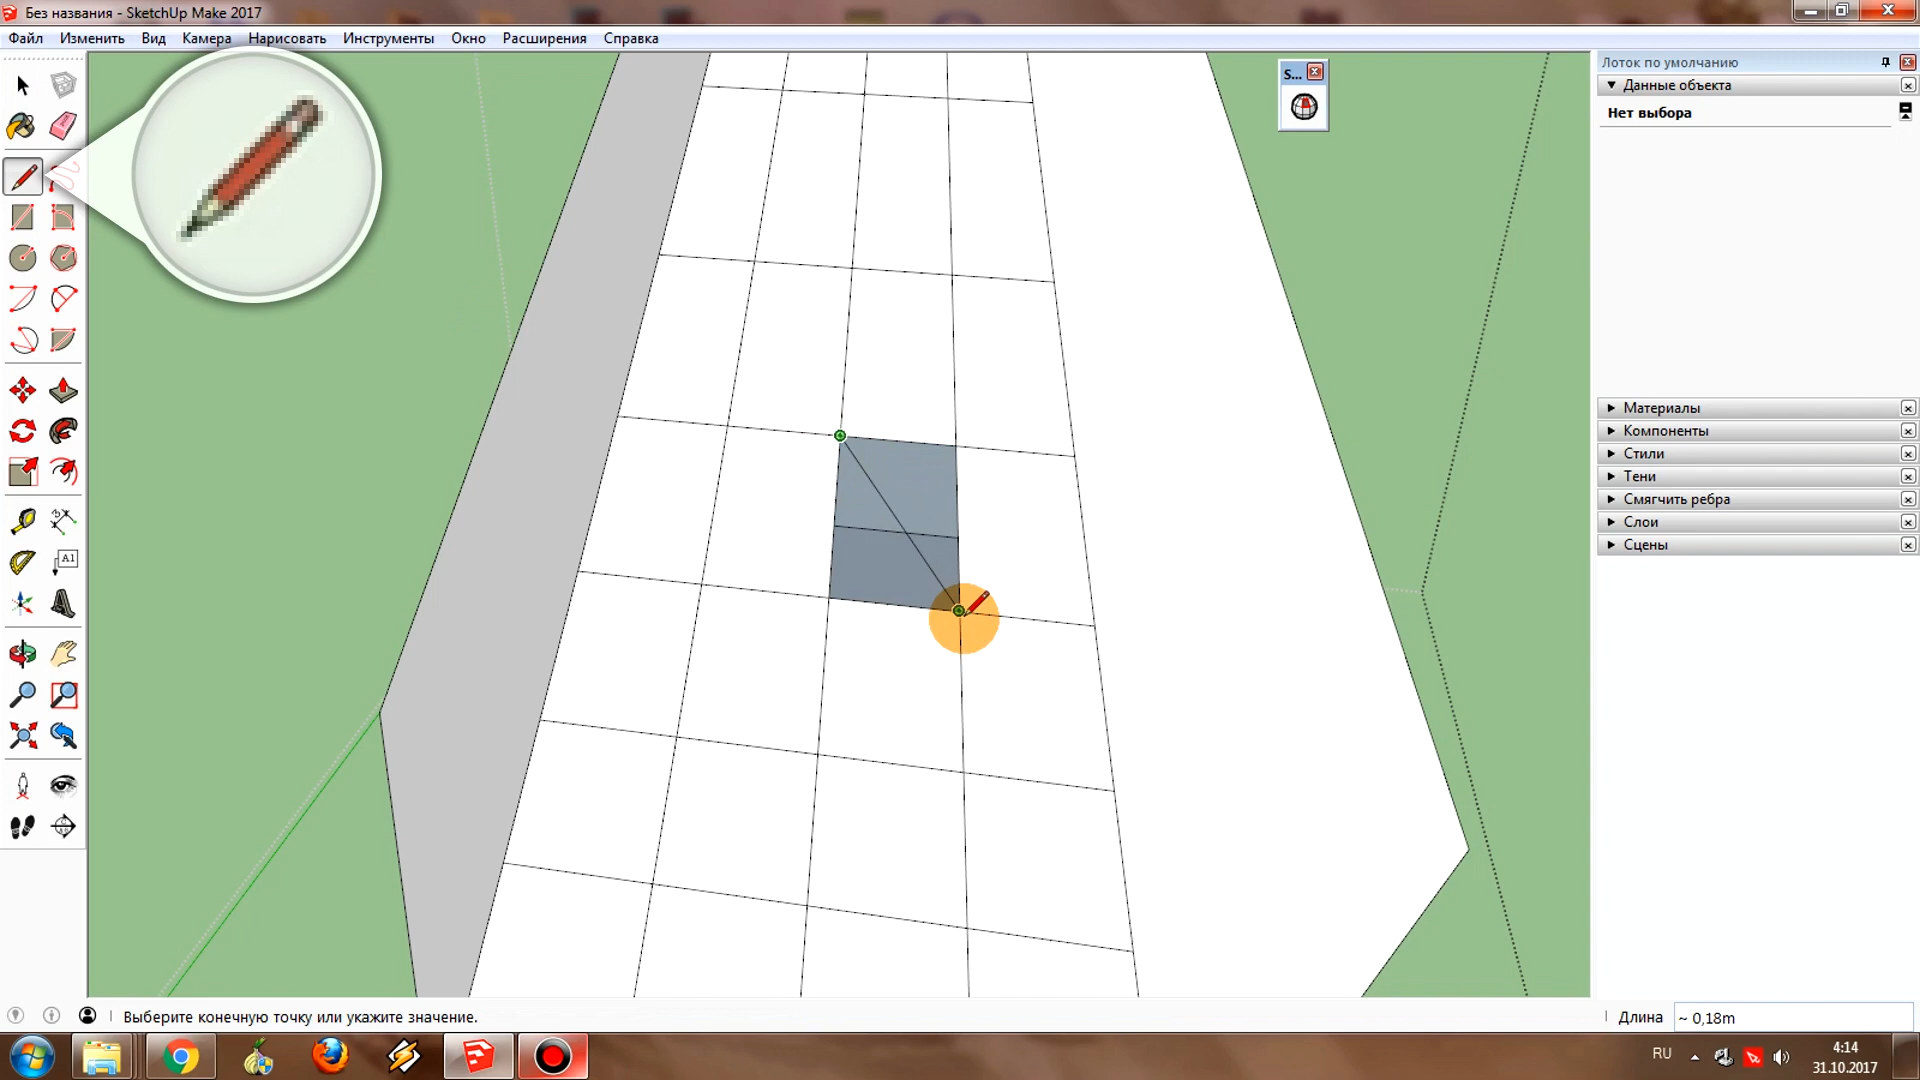 Без названия - SketchUp Make 2017
Файл Изменить Вид Камера Нарисовать Инструменты Окно Расширения Справка
S...
Лоток по умолчанию
Данные объекта
Нет выбора
A1
Материалы
Компоненты
Стили
Тени
Смягчить ребра
Слои
Сцены
Выберите конечную точку или укажите значение.
Длина ~ 0,18m
RU
4:14
31.10.2017